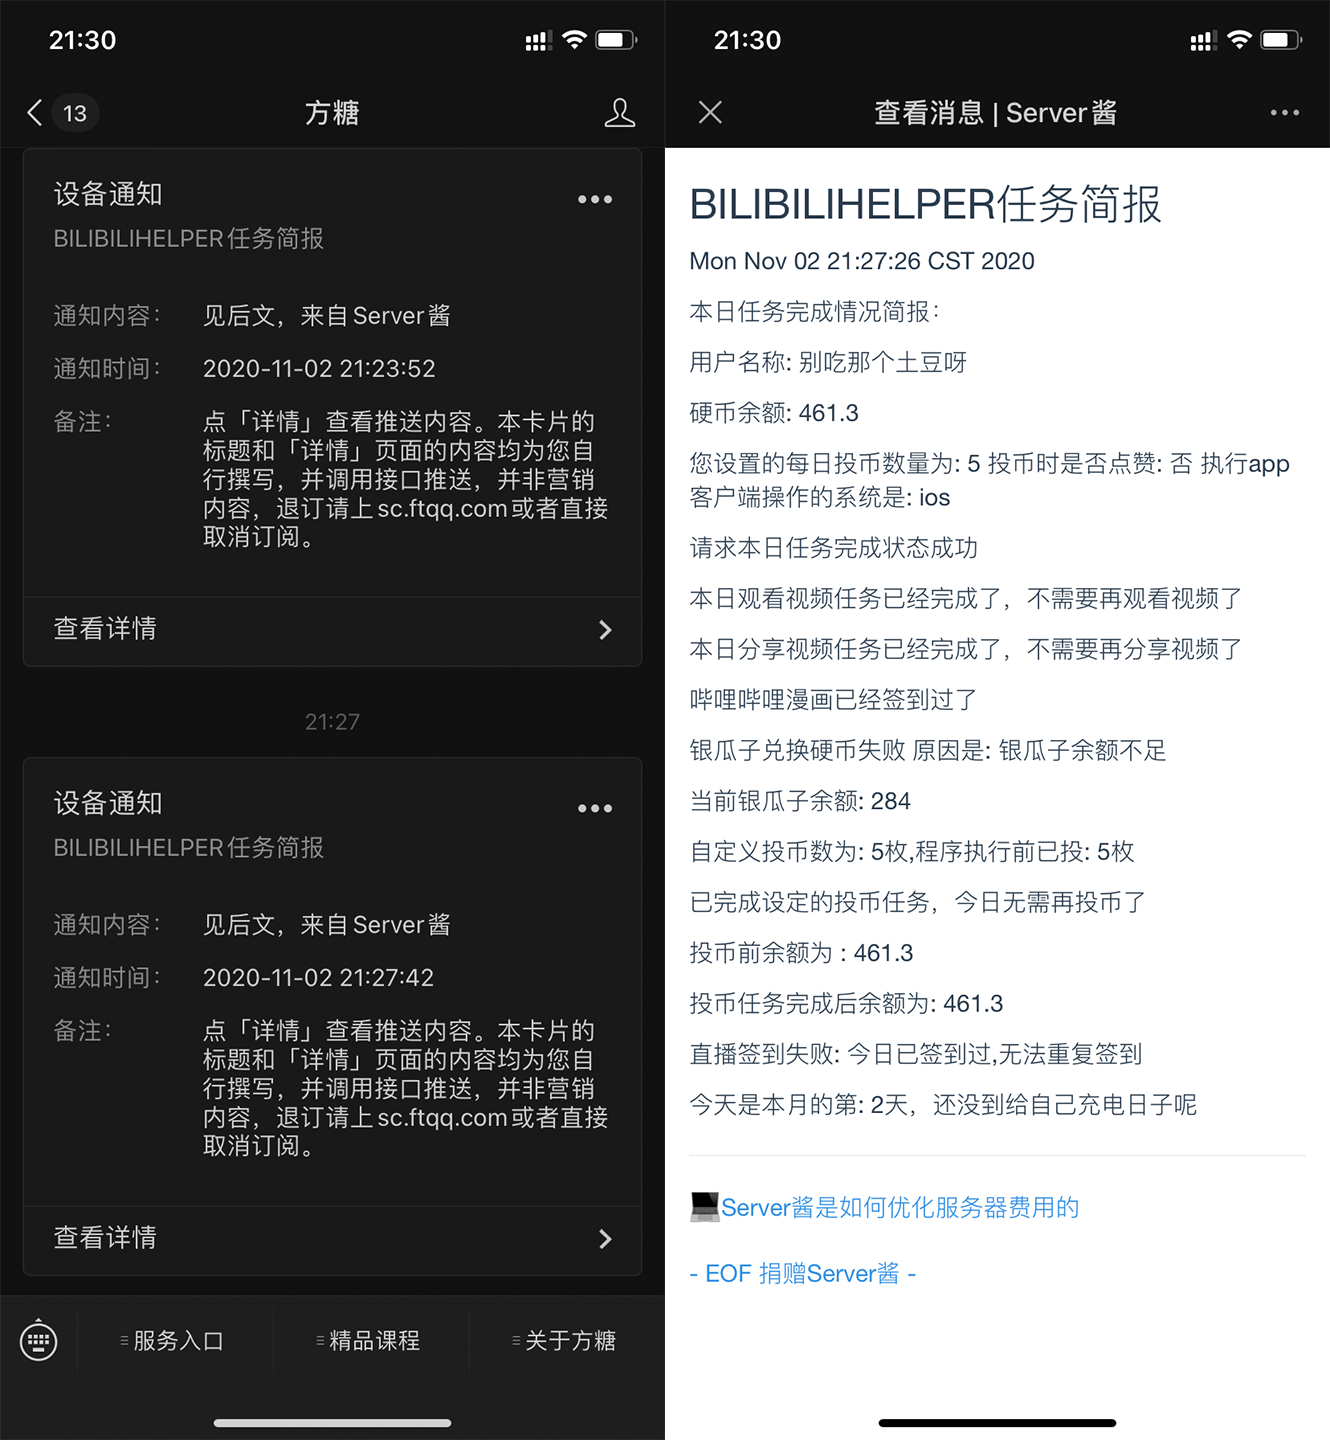 21:30
13
方糖
设备通知
BILIBILIHELPER任务简报
通知内容：
见后文，来自Server酱
通知时间：
2020-11-02 21:23:52
备注：
点「详情」查看推送内容。本卡片的
标题和「详情」页面的内容均为您自
行撰写，并调用接口推送，并非营销
内容，退订请上sc.ftqq.com或者直接
取消订阅。
查看详情
21:27
设备通知
BILIBILIHELPER任务简报
通知内容：
见后文，来自Server酱
通知时间：
2020-11-02 21:27:42
备注：
点「详情」查看推送内容。本卡片的
标题和「详情」页面的内容均为您自
行撰写，并调用接口推送，并非营销
内容，退订请上sc.ftqq.com或者直接
取消订阅。
查看详情
服务入口
精品课程
关于方糖
21:30
查看消息 | Server酱
BILIBILIHELPER任务简报
Mon Nov 02 21:27:26 CST 2020
本日任务完成情况简报：
用户名称: 别吃那个土豆呀
硬币余额: 461.3
您设置的每日投币数量为: 5 投币时是否点赞: 否 执行app
客户端操作的系统是: ios
请求本日任务完成状态成功
本日观看视频任务已经完成了，不需要再观看视频了
本日分享视频任务已经完成了，不需要再分享视频了
哔哩哔哩漫画已经签到过了
银瓜子兑换硬币失败 原因是: 银瓜子余额不足
当前银瓜子余额: 284
自定义投币数为: 5枚,程序执行前已投: 5枚
已完成设定的投币任务，今日无需再投币了
投币前余额为 : 461.3
投币任务完成后余额为: 461.3
直播签到失败: 今日已签到过,无法重复签到
今天是本月的第: 2天，还没到给自己充电日子呢
Server酱是如何优化服务器费用的
- EOF 捐赠Server酱 -